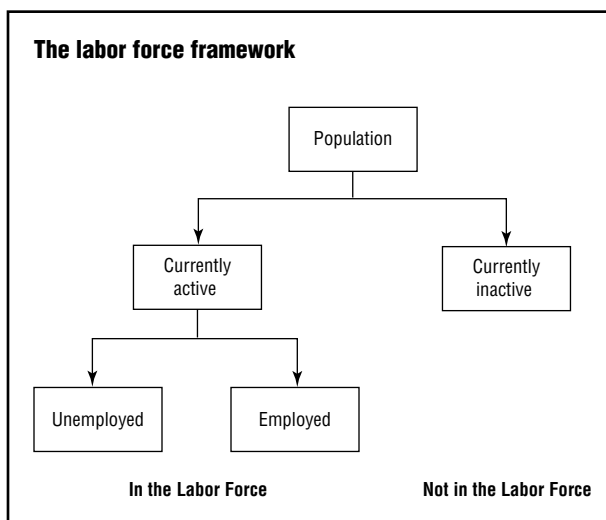 The labor force framework
Population
Currently
active
Currently
inactive
Unemployed
Employed
In the Labor Force
Not in the Labor Force